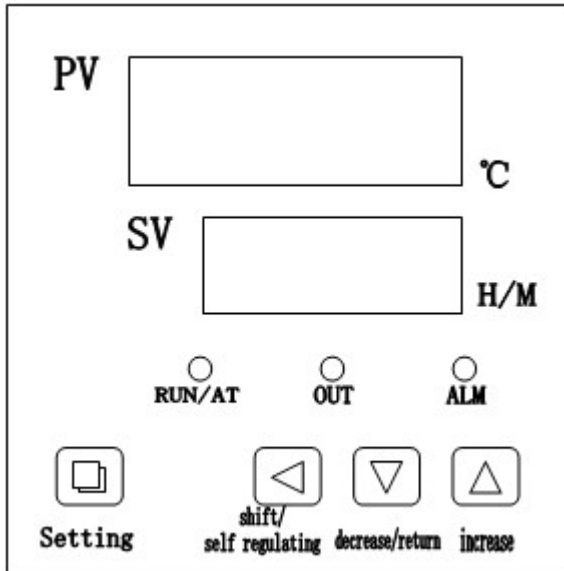 PV
℃
SV
H/M
RUN/AT OUT ALM
shift/
Setting self regulating decrease/return increase